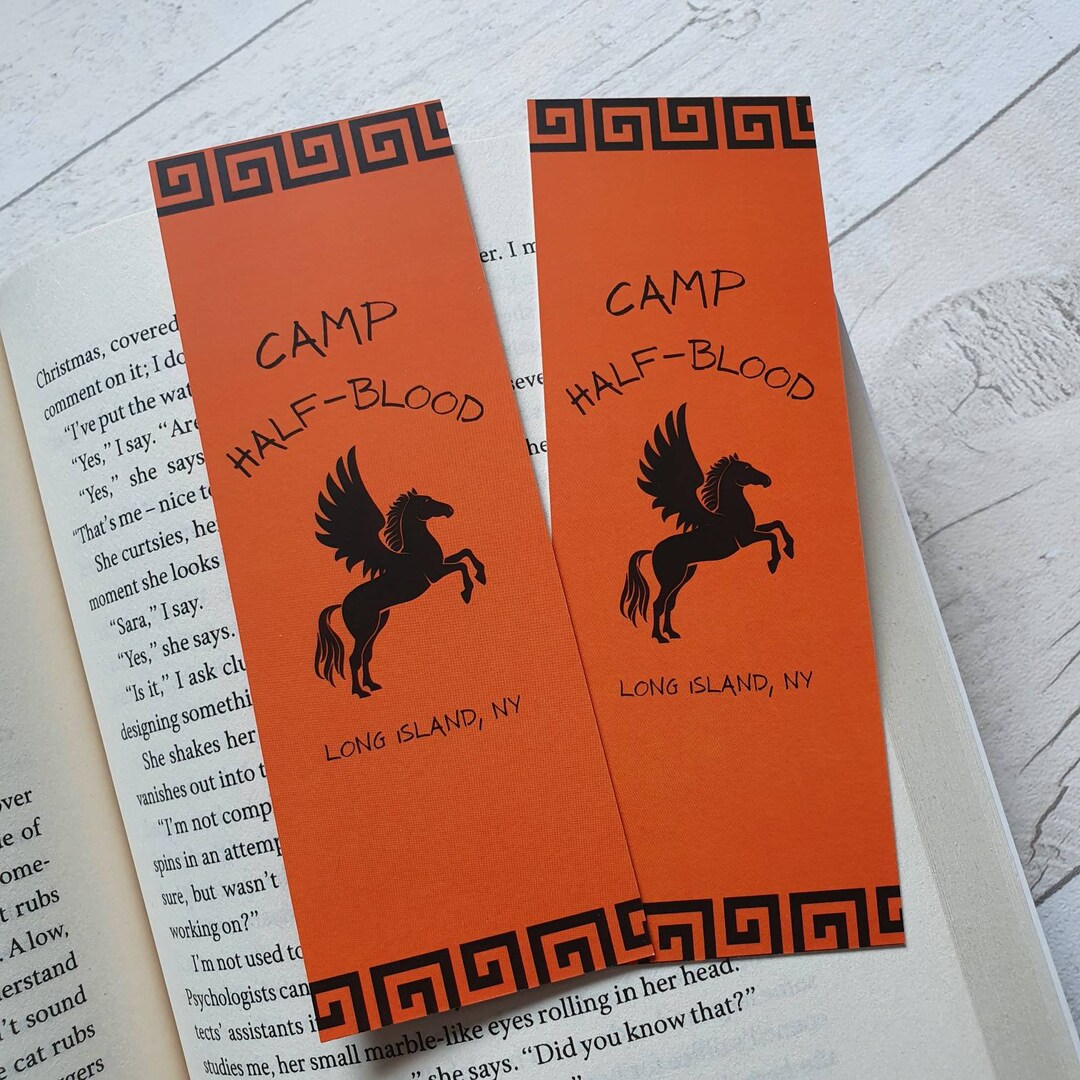 CAMP
HALF-BLOOD
LONG ISLAND, NY
CAMP
HALF-BLOOD
LONG ISLAND, NY
er. I m
Christmas, covered
comment on it; I do
"I've put the wat
"Yes," I say. "Are
"Yes," she says
"That's me – nice to
She curtsies, he
moment she looks
"Sara," I say.
"Yes," she says.
"Is it," I ask clu
designing somethi
She shakes her
vanishes out into t
"I'm not comp
spins in an attemp
sure, but wasn't
working on?"
I'm not used to
Psychologists can
tects' assistants i
studies me, her small marble-like eyes rolling in her head.
" she says. "Did you know that?"
over
e of
ome-
t rubs
. A low,
erstand
't sound
e cat rubs
gers